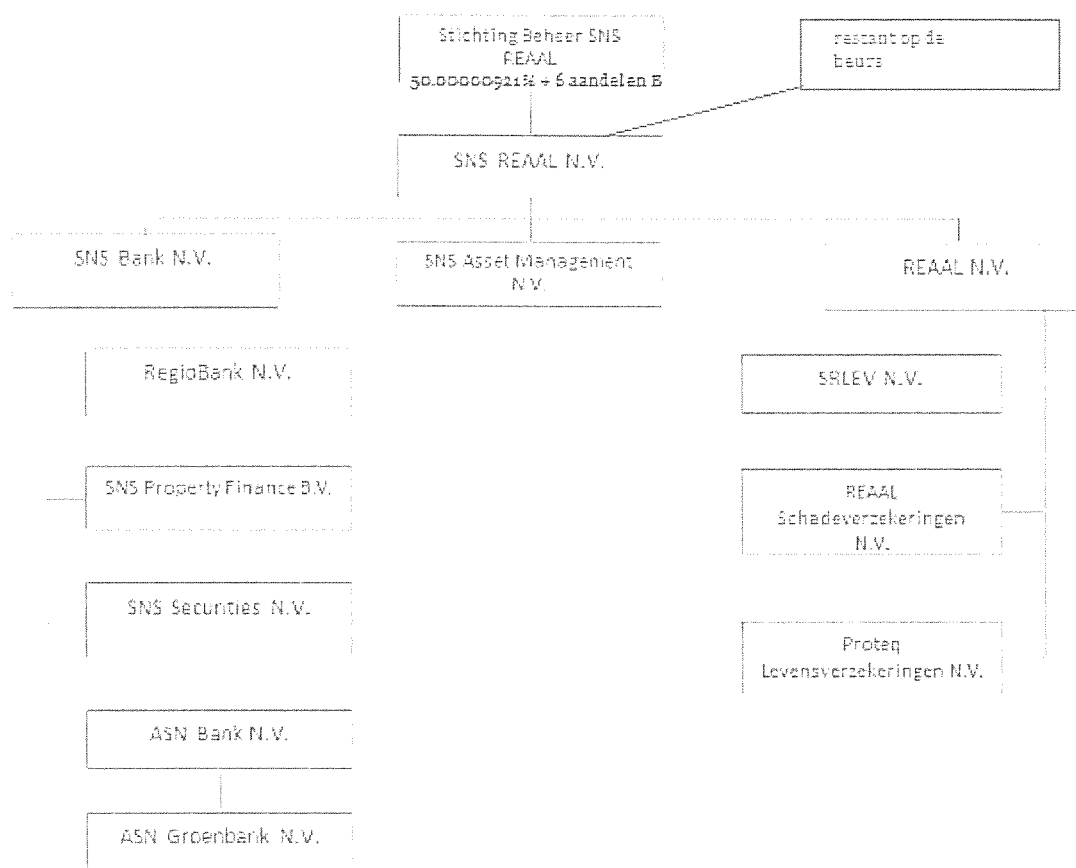 Stichting Beheer SNS
REAAL
50.00000921% + 6 aandelen B
restant op de
beurs
SNS REAAL N.V.
SNS Bank N.V.
SNS Asset Management
N.V.
REAAL N.V.
RegioBank N.V.
SRLEV N.V.
SNS Property Finance B.V.
REAAL
Schadeverzekeringen
N.V.
SNS Securities N.V.
Proteq
Levensverzekeringen N.V.
ASN Bank N.V.
ASN Groenbank N.V.